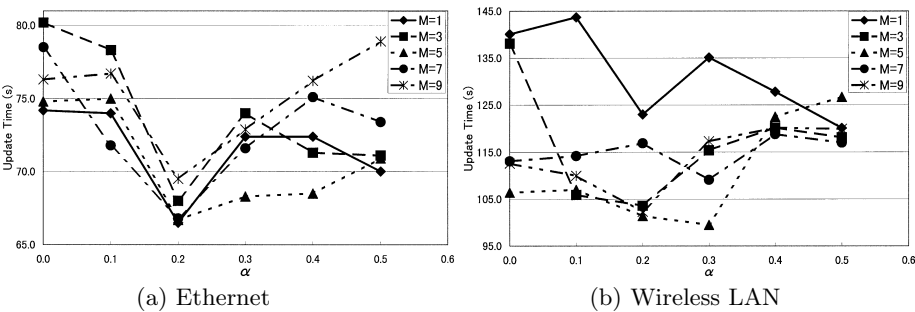 80.0
75.0
70.0
65.0
Update Time (s)
0.0 0.1 0.2 0.3 0.4 0.5 0.6
α
M=1
M=3
M=5
M=7
M=9
(a) Ethernet
145.0
135.0
125.0
115.0
105.0
95.0
Update Time (s)
0.0 0.1 0.2 0.3 0.4 0.5 0.6
α
M=1
M=3
M=5
M=7
M=9
(b) Wireless LAN